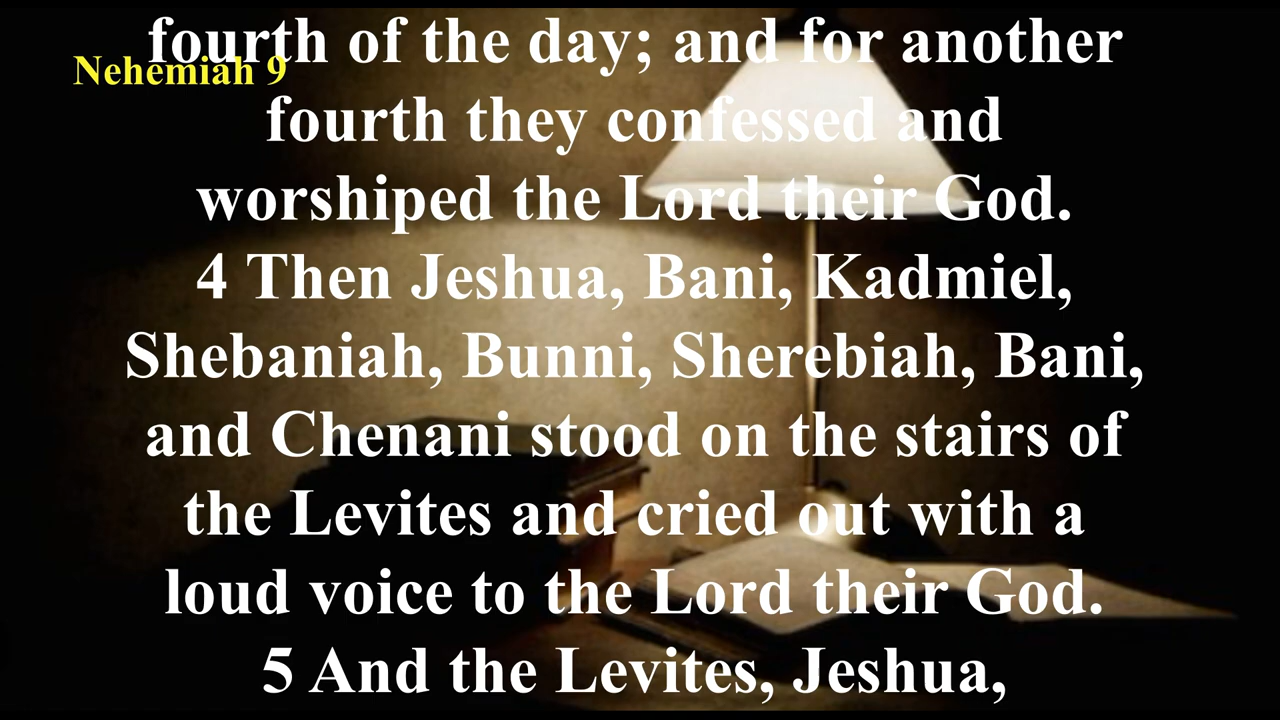 fourth of the day; and for another
Nehemiah 9
fourth they confessed and
worshiped the Lord their God.
4 Then Jeshua, Bani, Kadmiel,
Shebaniah, Bunni, Sherebiah, Bani,
and Chenani stood on the stairs of
the Levites and cried out with a
loud voice to the Lord their God.
5 And the Levites, Jeshua,